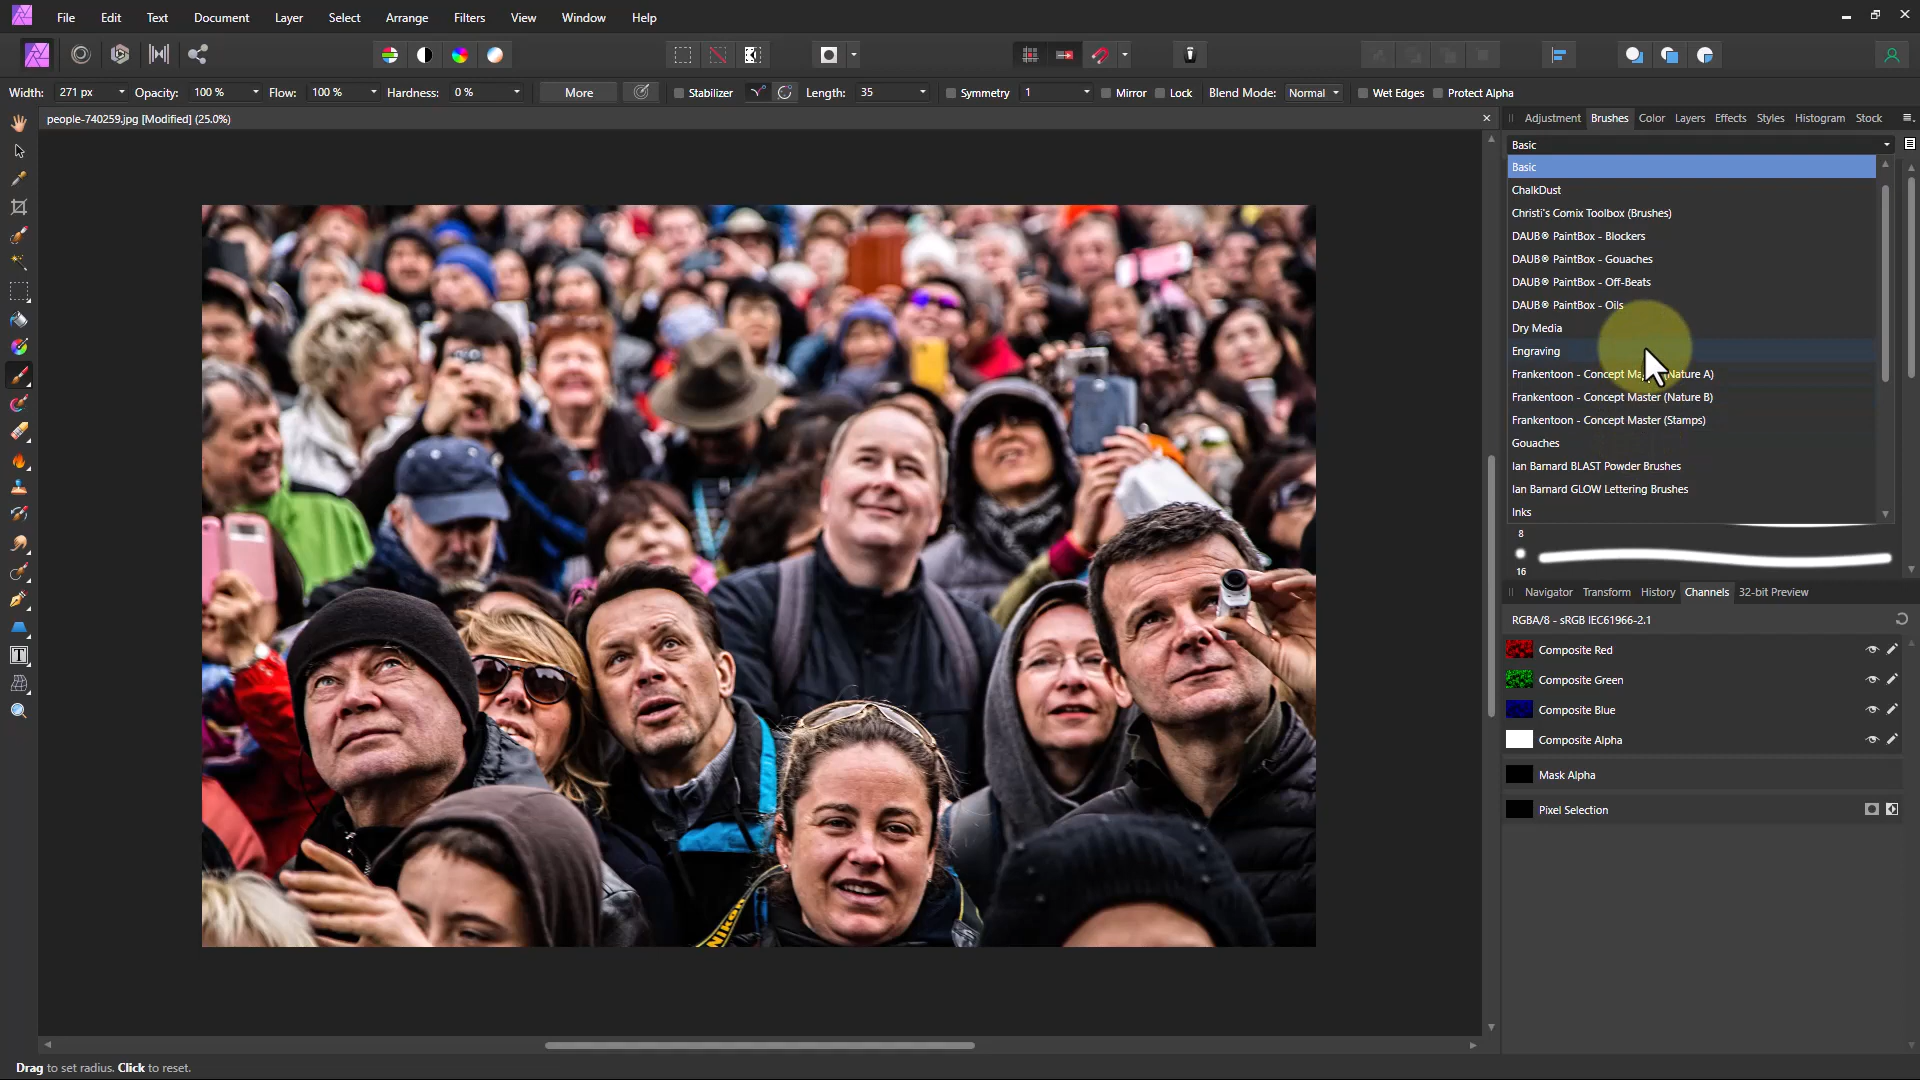 File Edit Text Document Layer Select Arrange Filters View Window Help
Width: 271 px Opacity: 100 % Flow: 100 % Hardness: 0 % More Stabilizer Length: 35 Symmetry 1 Mirror Lock Blend Mode: Normal Wet Edges Protect Alpha
people-740259.jpg [Modified] (25.0%)
Adjustment Brushes Color Layers Effects Styles Histogram Stock
Basic
Basic
ChalkDust
Christi's Comix Toolbox (Brushes)
DAUB® PaintBox - Blockers
DAUB® PaintBox - Gouaches
DAUB® PaintBox - Off-Beats
DAUB® PaintBox - Oils
Dry Media
Engraving
Frankentoon - Concept Ma Nature A)
Frankentoon - Concept Master (Nature B)
Frankentoon - Concept Master (Stamps)
Gouaches
Ian Barnard BLAST Powder Brushes
Ian Barnard GLOW Lettering Brushes
Inks
8
16
Navigator Transform History Channels 32-bit Preview
RGBA/8 - sRGB IEC61966-2.1
Composite Red
Composite Green
Composite Blue
Composite Alpha
Mask Alpha
Pixel Selection
Nikon
Drag to set radius. Click to reset.